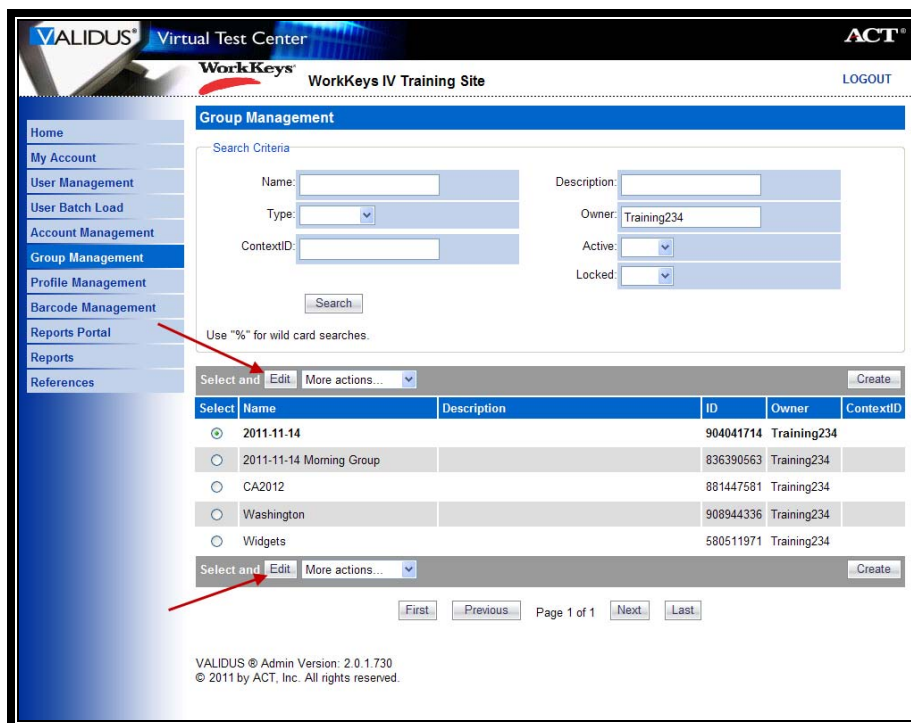 VALIDUS® Virtual Test Center ACT®
WorkKeys® WorkKeys IV Training Site LOGOUT
Home
My Account
User Management
User Batch Load
Account Management
Group Management
Profile Management
Barcode Management
Reports Portal
Reports
References
Group Management
Search Criteria
Name: Description:
Type: Owner: Training234
ContextID: Active:
Locked:
Search
Use "%" for wild card searches.
Select and Edit More actions... Create
Select Name Description ID Owner ContextID
2011-11-14 904041714 Training234
2011-11-14 Morning Group 836390563 Training234
CA2012 881447581 Training234
Washington 908944336 Training234
Widgets 580511971 Training234
Select and Edit More actions... Create
First Previous Page 1 of 1 Next Last
VALIDUS ® Admin Version: 2.0.1.730
© 2011 by ACT, Inc. All rights reserved.